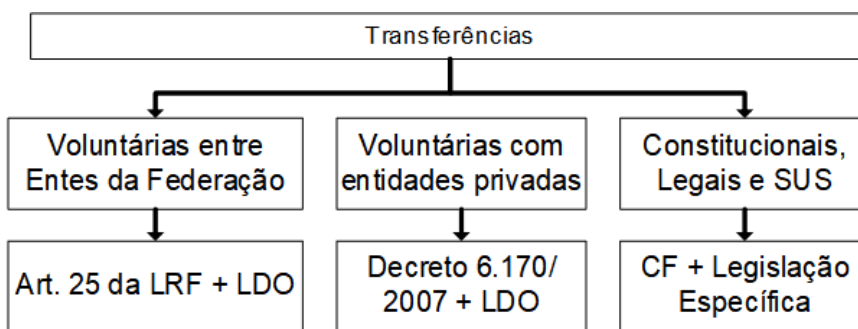 Transferências
Voluntárias entre
Entes da Federação
Voluntárias com
entidades privadas
Constitucionais,
Legais e SUS
Art. 25 da LRF + LDO
Decreto 6.170/
2007 + LDO
CF + Legislação
Específica